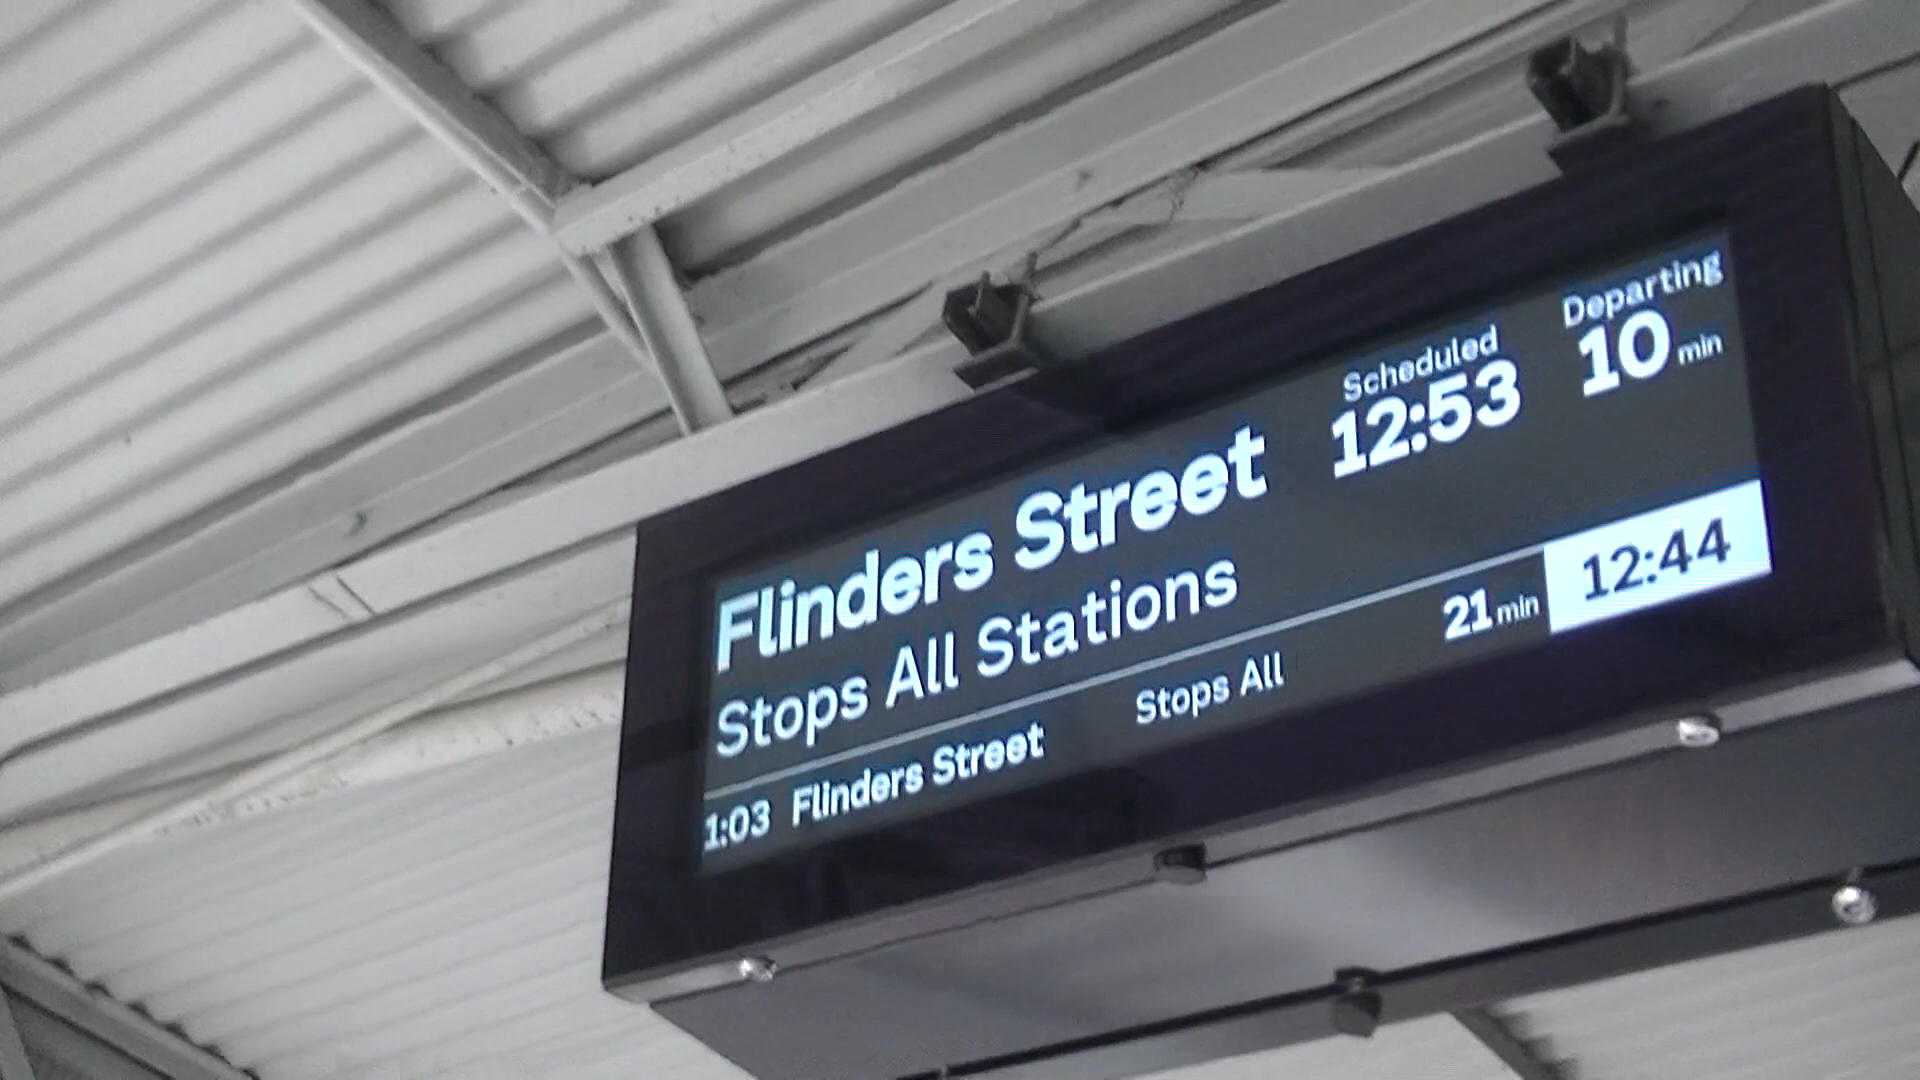 Flinders Street
Scheduled
12:53
Departing
10 min
Stops All Stations
1:03 Flinders Street Stops All 21 min
12:44